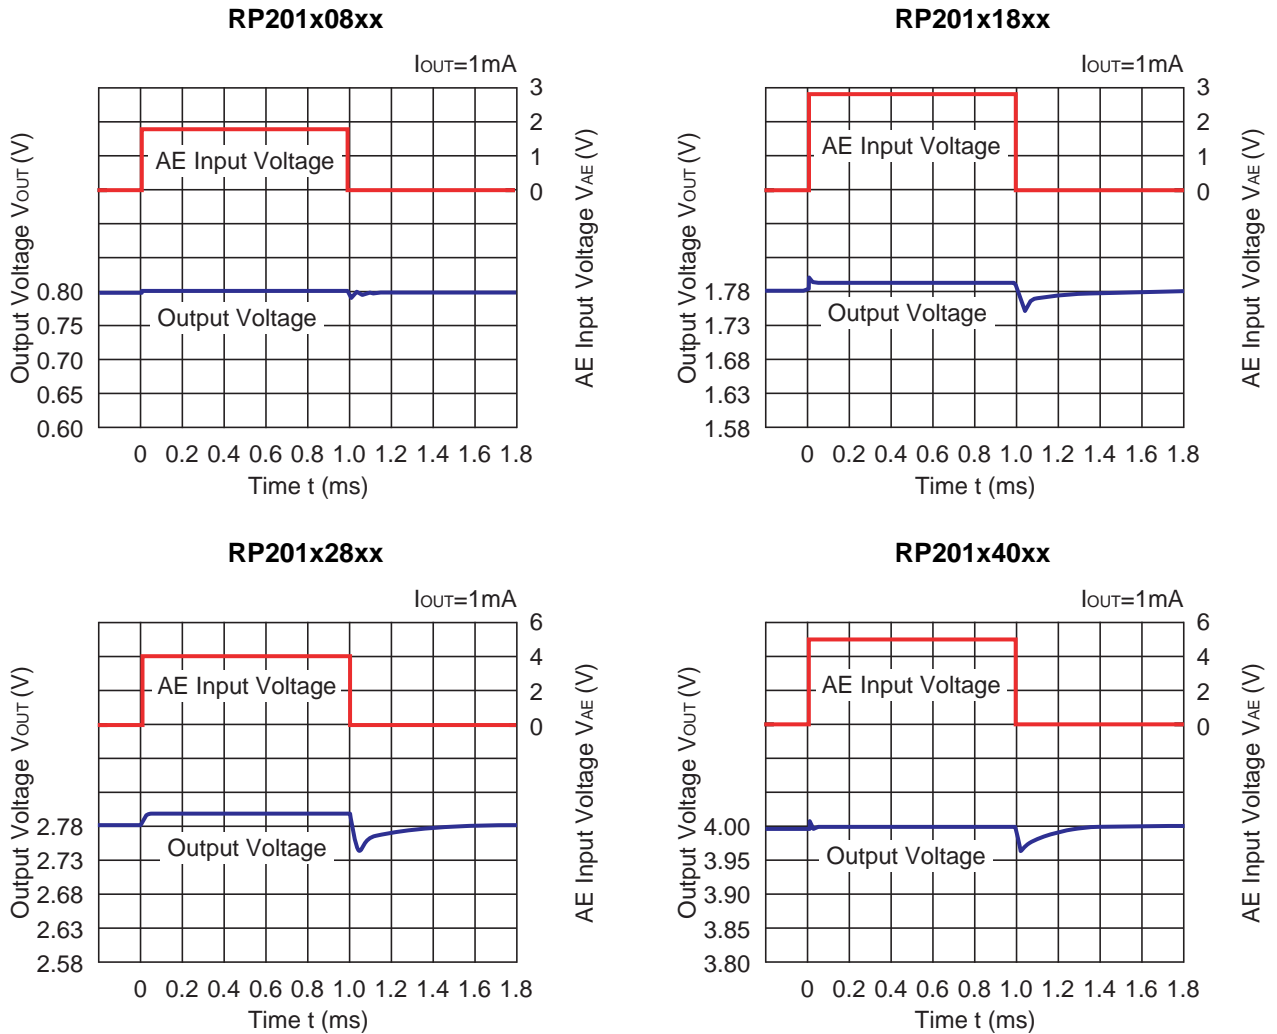 RP201x08xx
IOUT=1mA
Output Voltage VOUT (V)
0.80
0.75
0.70
0.65
0.60
AE Input Voltage
Output Voltage
3
2
1
0
AE Input Voltage VAE (V)
0 0.2 0.4 0.6 0.8 1.0 1.2 1.4 1.6 1.8
Time t (ms)
RP201x18xx
IOUT=1mA
Output Voltage VOUT (V)
1.78
1.73
1.68
1.63
1.58
AE Input Voltage
Output Voltage
3
2
1
0
AE Input Voltage VAE (V)
0 0.2 0.4 0.6 0.8 1.0 1.2 1.4 1.6 1.8
Time t (ms)
RP201x28xx
IOUT=1mA
Output Voltage VOUT (V)
2.78
2.73
2.68
2.63
2.58
AE Input Voltage
Output Voltage
6
4
2
0
AE Input Voltage VAE (V)
0 0.2 0.4 0.6 0.8 1.0 1.2 1.4 1.6 1.8
Time t (ms)
RP201x40xx
IOUT=1mA
Output Voltage VOUT (V)
4.00
3.95
3.90
3.85
3.80
AE Input Voltage
Output Voltage
6
4
2
0
AE Input Voltage VAE (V)
0 0.2 0.4 0.6 0.8 1.0 1.2 1.4 1.6 1.8
Time t (ms)